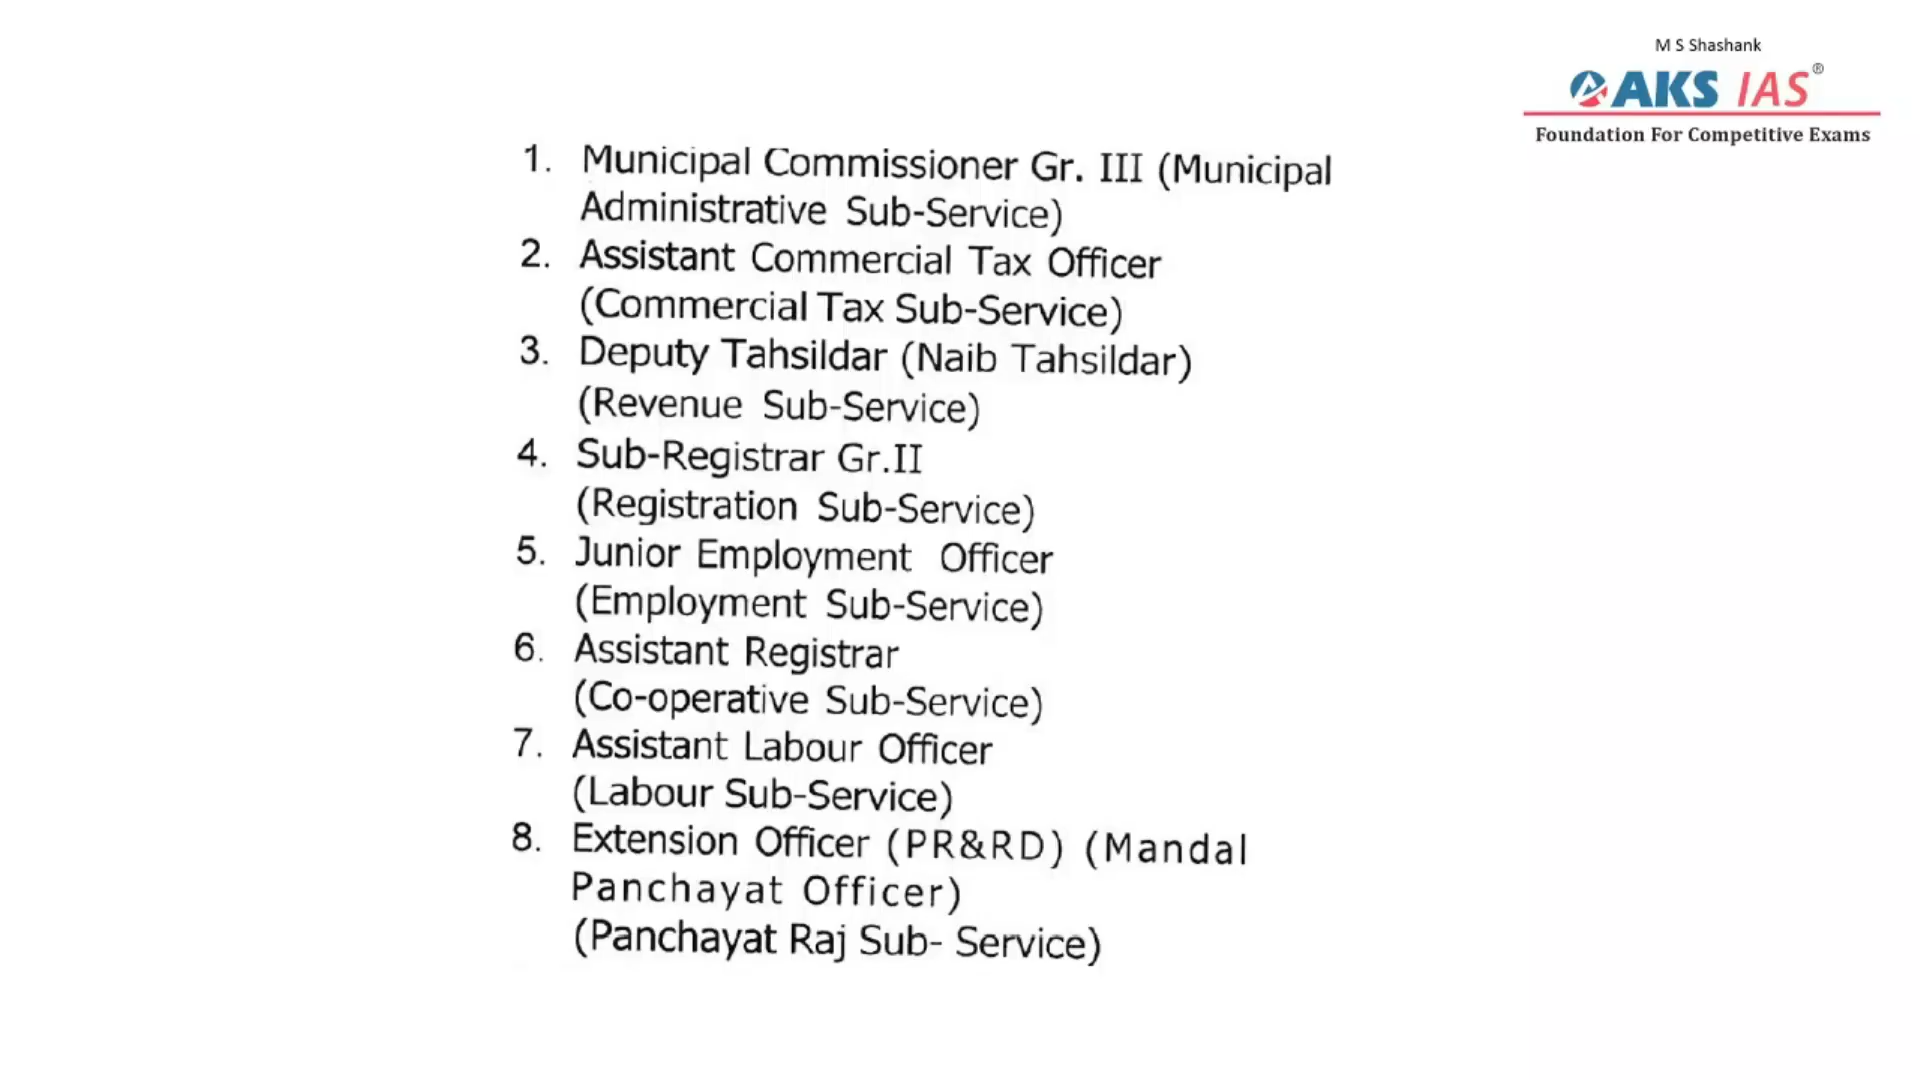 M S Shashank
AKS IAS®
Foundation For Competitive Exams
1. Municipal Commissioner Gr. III (Municipal
Administrative Sub-Service)
2. Assistant Commercial Tax Officer
(Commercial Tax Sub-Service)
3. Deputy Tahsildar (Naib Tahsildar)
(Revenue Sub-Service)
4. Sub-Registrar Gr.II
(Registration Sub-Service)
5. Junior Employment Officer
(Employment Sub-Service)
6. Assistant Registrar
(Co-operative Sub-Service)
7. Assistant Labour Officer
(Labour Sub-Service)
8. Extension Officer (PR&RD) (Mandal
Panchayat Officer)
(Panchayat Raj Sub- Service)